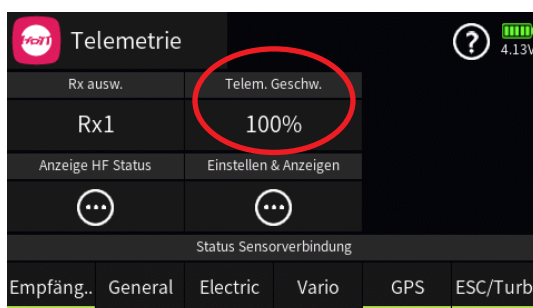 HoTT
Telemetrie
?
4.13V
Rx ausw.
Telem. Geschw.
Rx1
100%
Anzeige HF Status
Einstellen & Anzeigen
Status Sensorverbindung
Empfäng..
General
Electric
Vario
GPS
ESC/Turb